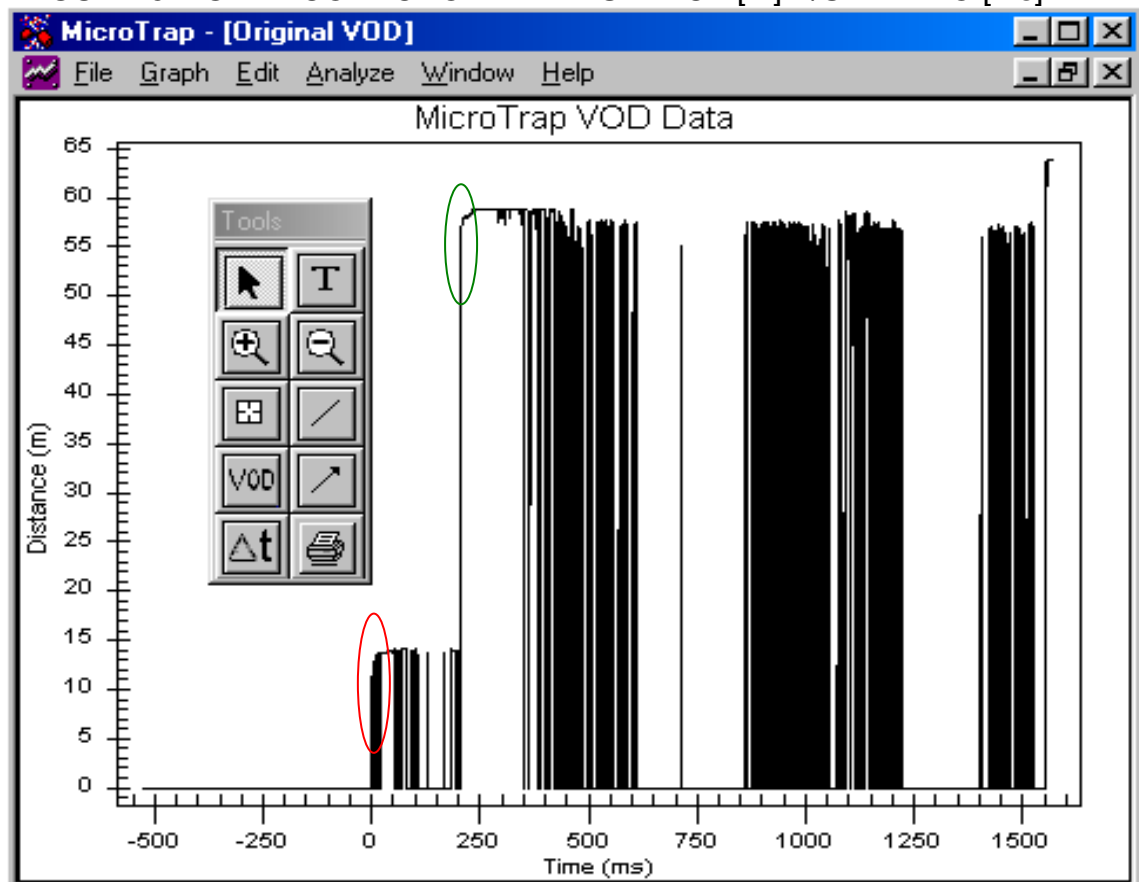 MicroTrap - [Original VOD]
File Graph Edit Analyze Window Help
MicroTrap VOD Data
Tools
T
VOD
Δt
Distance (m)
65
60
55
50
45
40
35
30
25
20
15
10
5
0
-500 -250 0 250 500 750 1000 1250 1500
Time (ms)